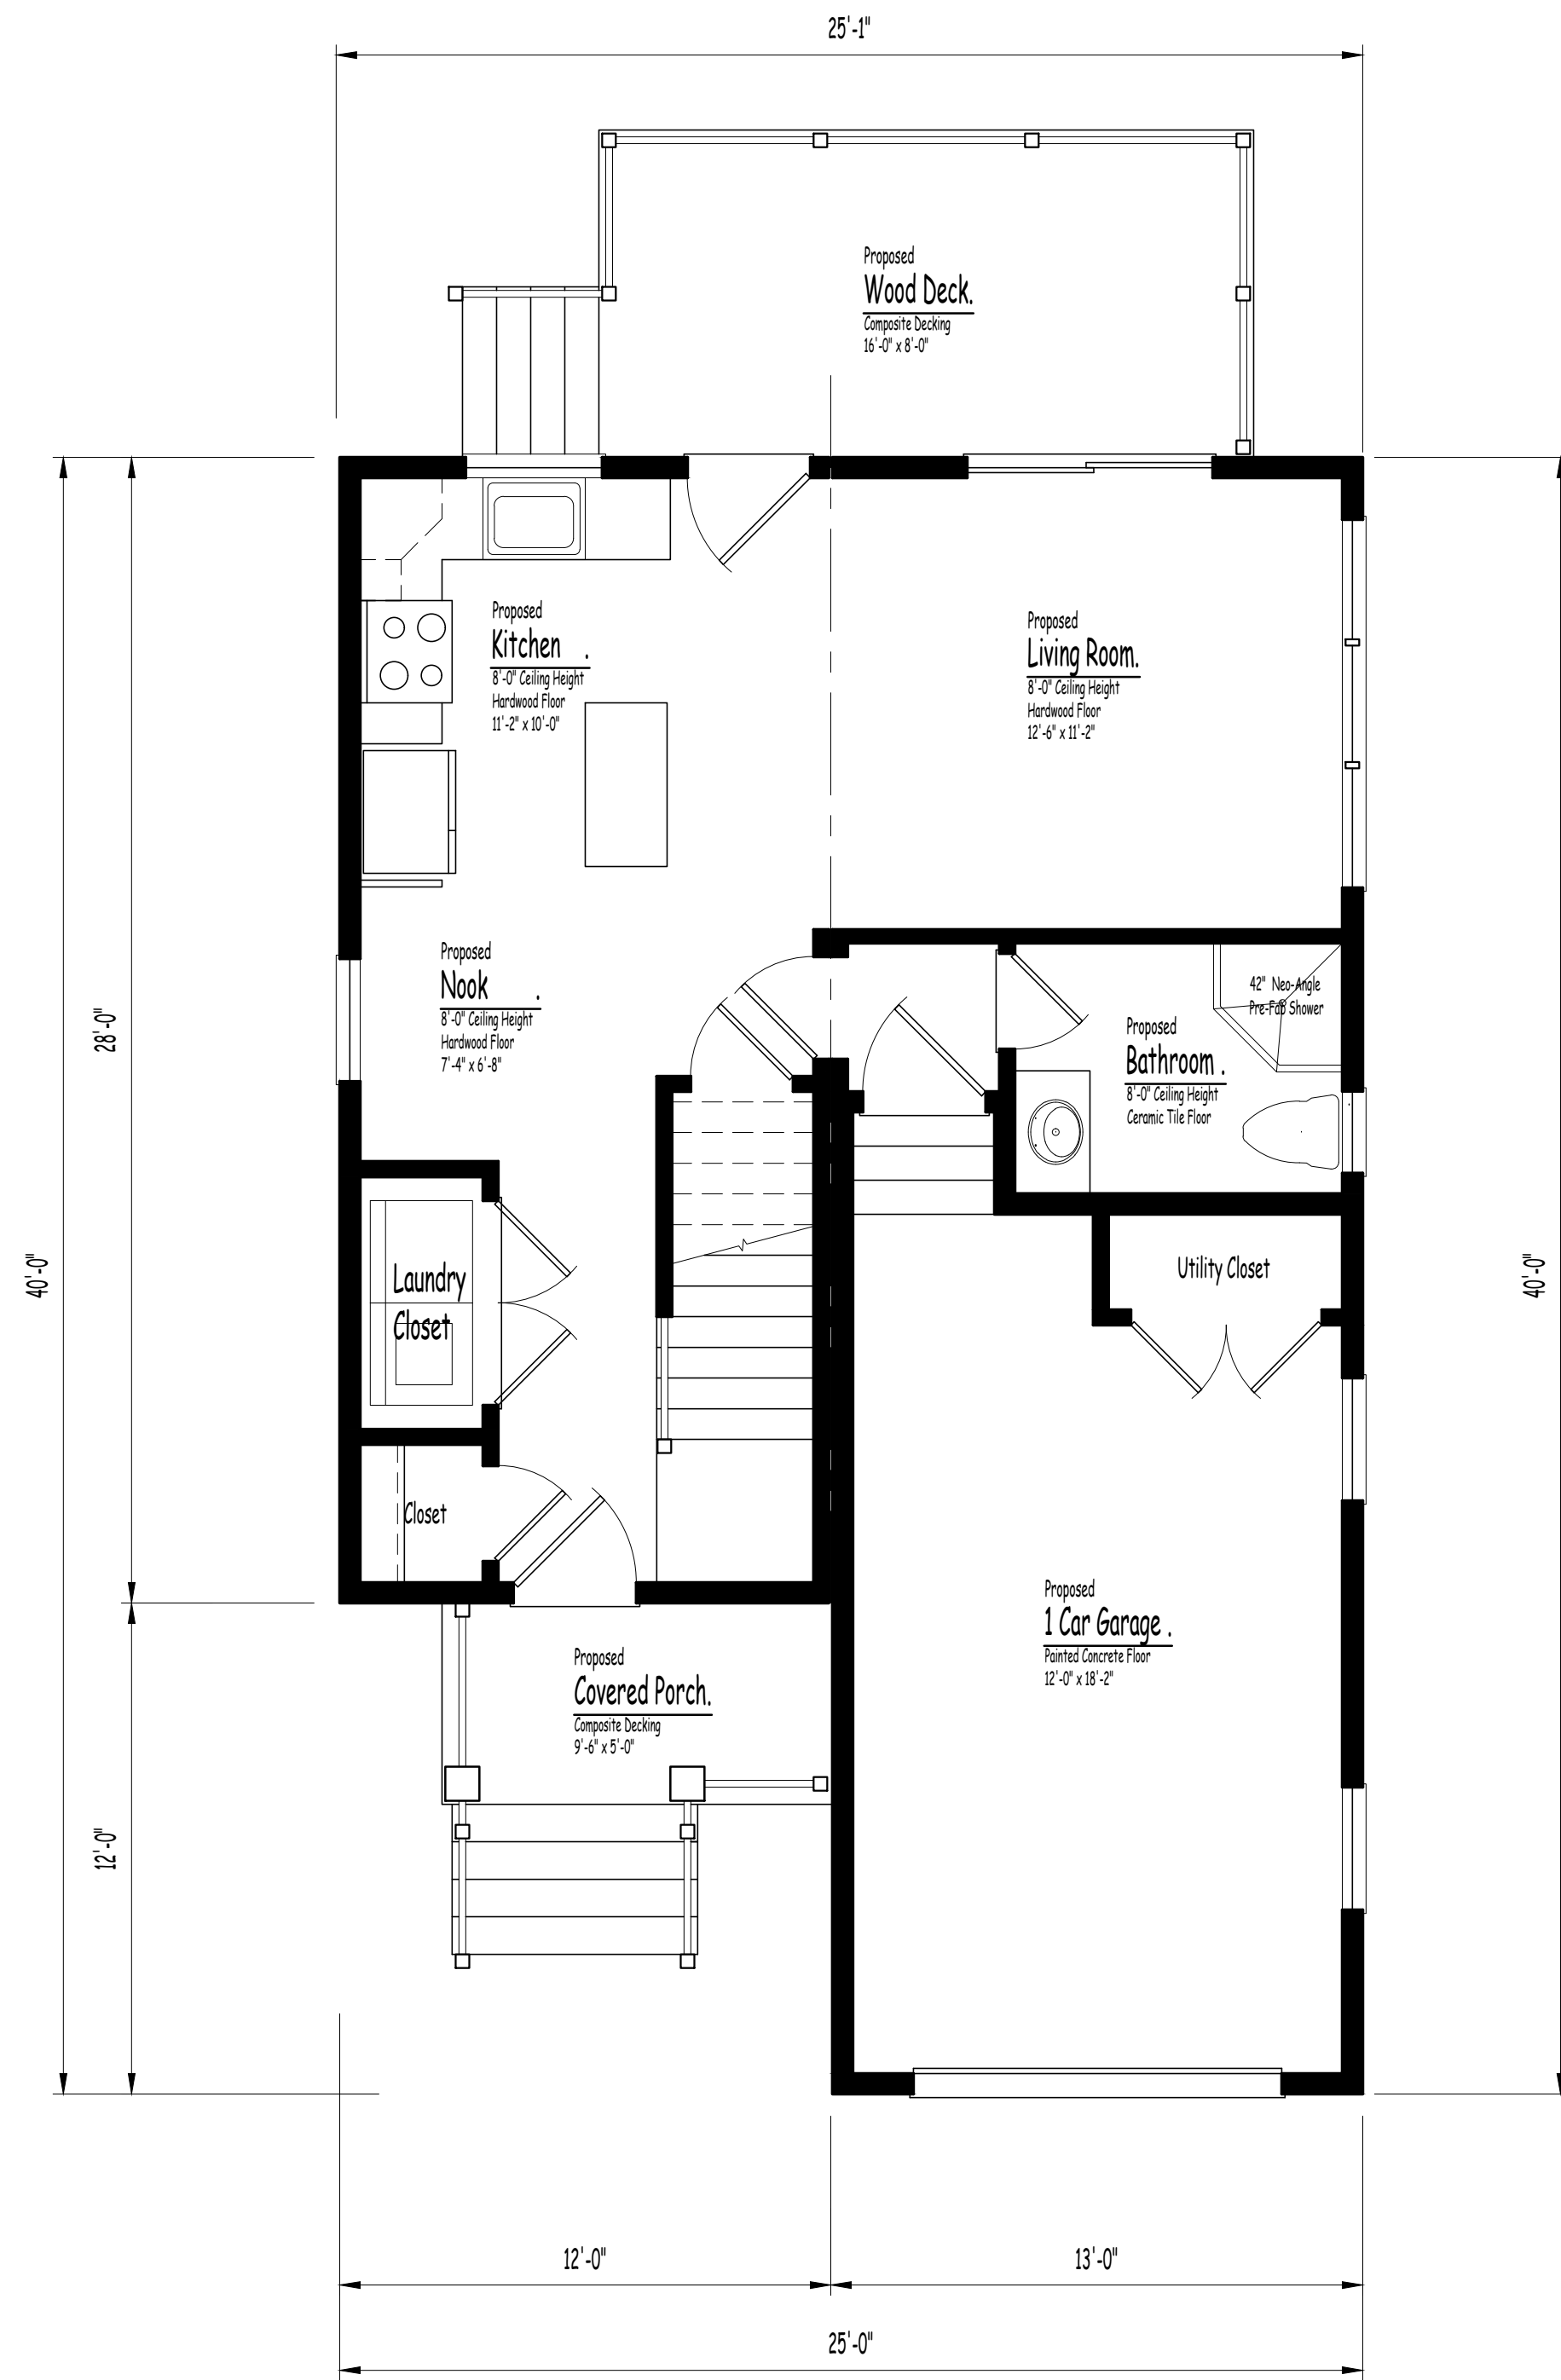 25'-1"
Proposed
Wood Deck.
Composite Decking
16'-0" x 8'-0"
Proposed
Kitchen .
8'-0" Ceiling Height
Hardwood Floor
11'-2" x 10'-0"
Proposed
Living Room.
8'-0" Ceiling Height
Hardwood Floor
12'-6" x 11'-2"
Proposed
Nook .
8'-0" Ceiling Height
Hardwood Floor
7'-4" x 6'-8"
42" Neo-Angle
Pre-Fab Shower
Proposed
Bathroom .
8'-0" Ceiling Height
Ceramic Tile Floor
28'-0"
40'-0"
40'-0"
Laundry
Closet
Utility Closet
Closet
Proposed
1 Car Garage .
Painted Concrete Floor
12'-0" x 18'-2"
Proposed
Covered Porch.
Composite Decking
9'-6" x 5'-0"
12'-0"
12'-0"
13'-0"
25'-0"